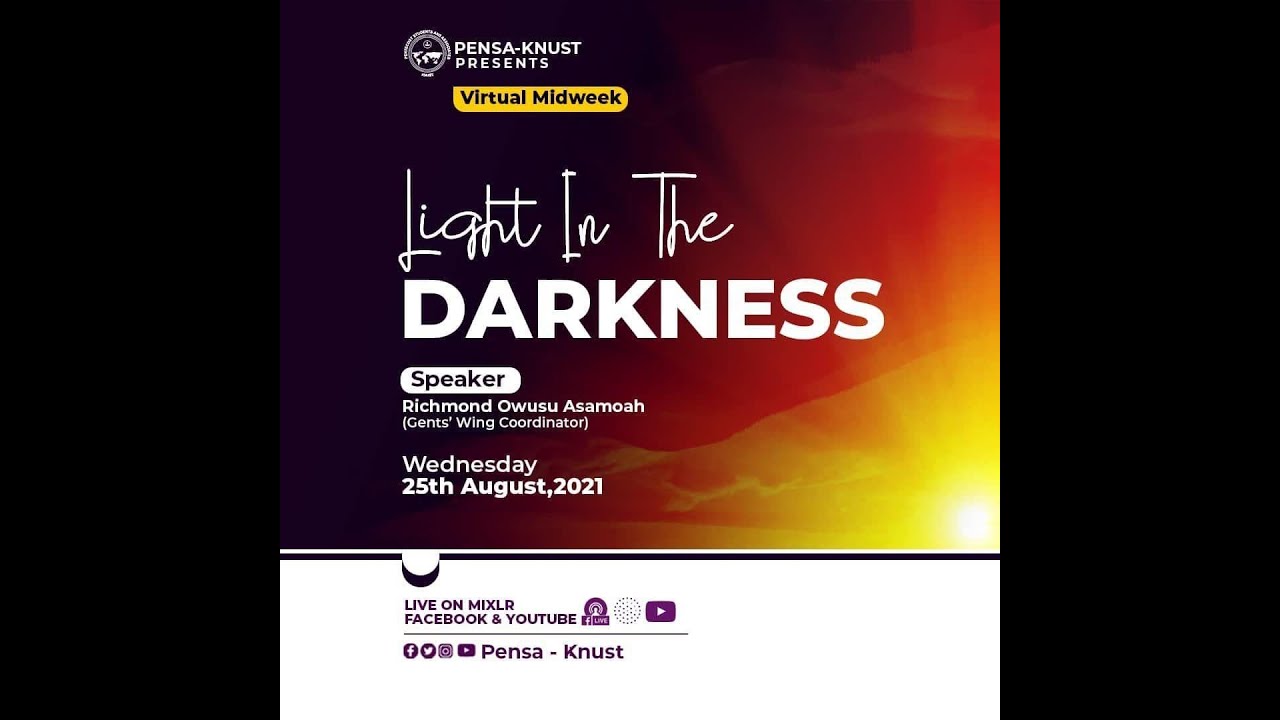 PENSA-KNUST
PRESENTS
Virtual Midweek
Light In The
DARKNESS
Speaker
Richmond Owusu Asamoah
(Gents' Wing Coordinator)
Wednesday
25th August,2021
LIVE ON MIXLR
FACEBOOK & YOUTUBE
LIVE
Pensa - Knust